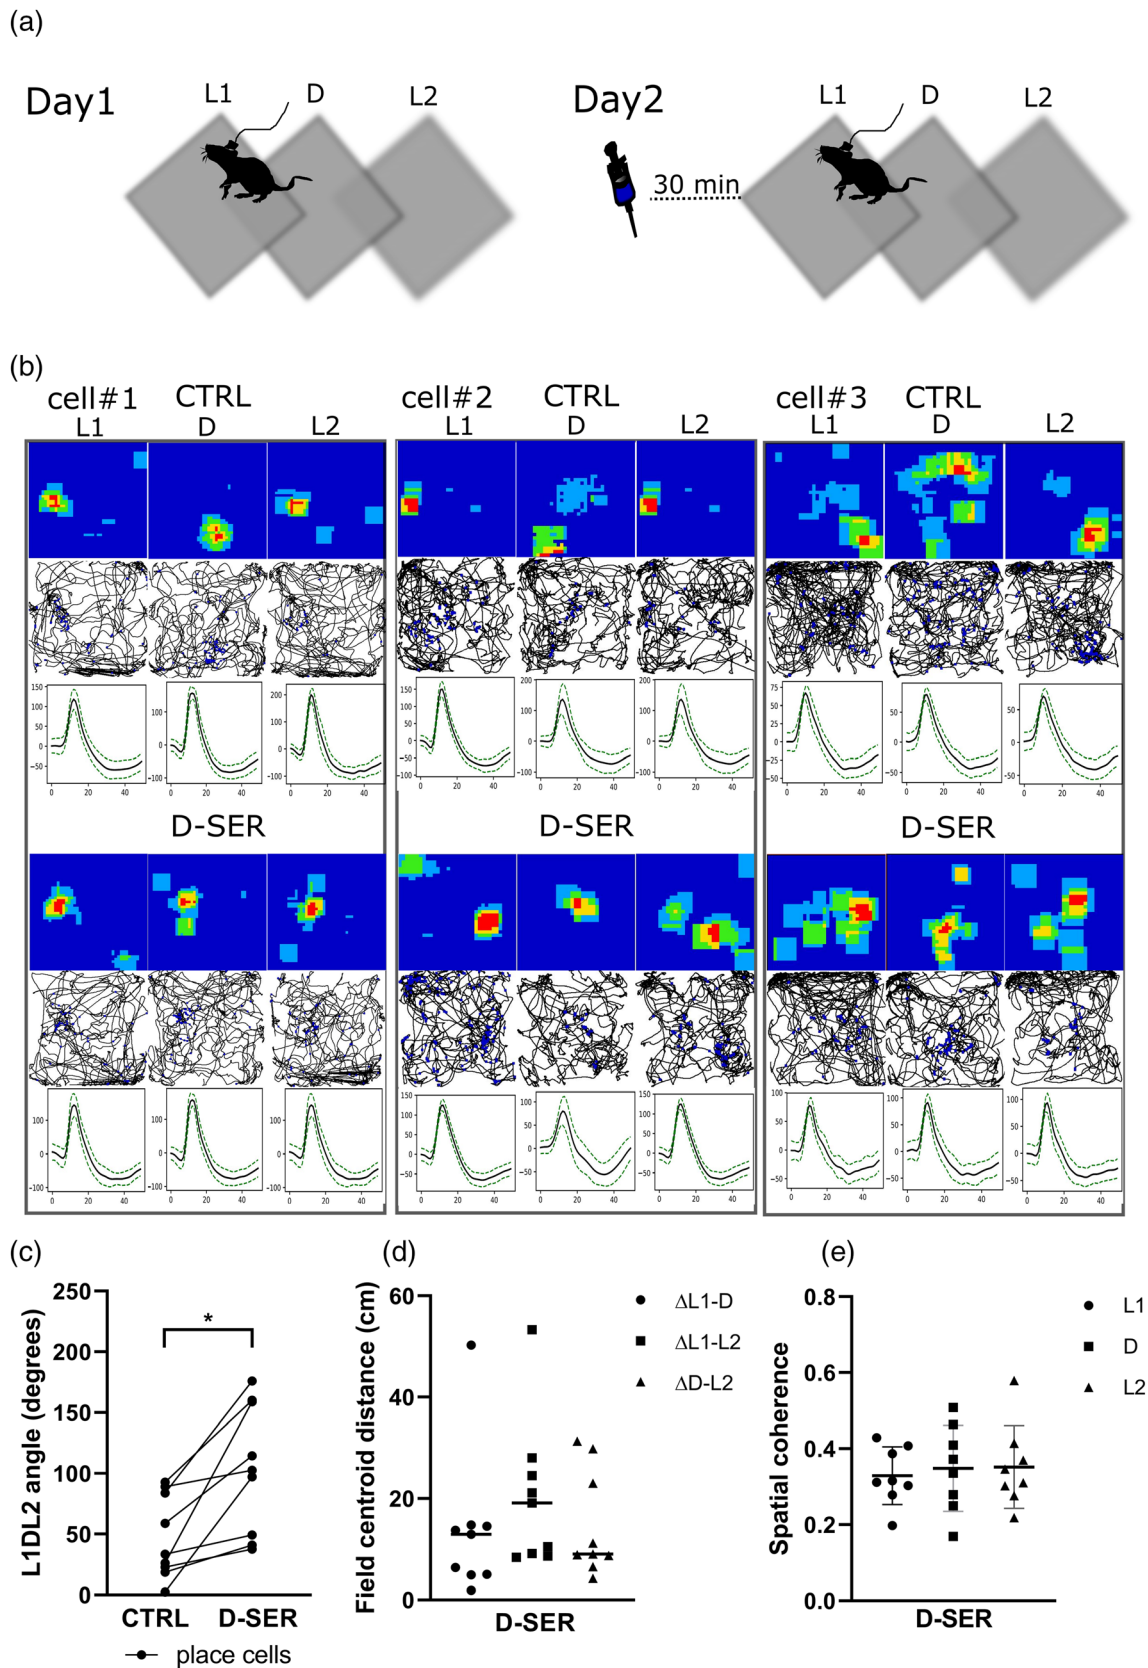 (a)
Day1 L1 D L2 Day2 L1 D L2
30 min
(b)
cell#1 CTRL cell#2 CTRL cell#3 CTRL
L1 D L2 L1 D L2 L1 D L2
D-SER D-SER D-SER
(c) (d) (e)
L1DL2 angle (degrees)
250
200
150
100
50
0
*
CTRL D-SER
place cells
Field centroid distance (cm)
60
40
20
0
D-SER
ΔL1-D
ΔL1-L2
ΔD-L2
Spatial coherence
0.8
0.6
0.4
0.2
0.0
D-SER
L1
D
L2